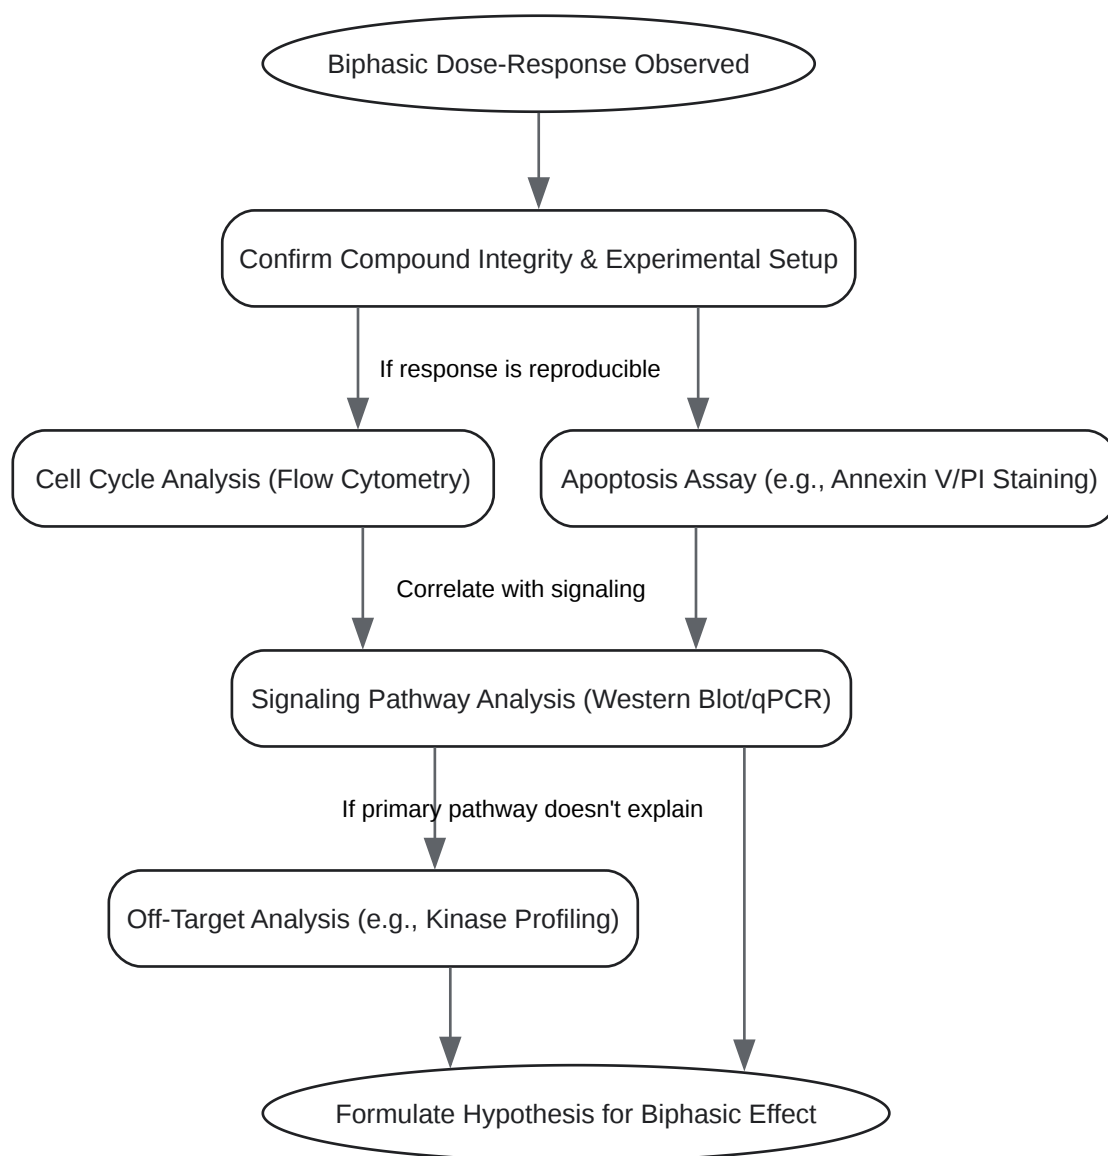 Biphasic Dose-Response Observed
Confirm Compound Integrity & Experimental Setup
If response is reproducible
Cell Cycle Analysis (Flow Cytometry)
Apoptosis Assay (e.g., Annexin V/PI Staining)
Correlate with signaling
Signaling Pathway Analysis (Western Blot/qPCR)
If primary pathway doesn't explain
Off-Target Analysis (e.g., Kinase Profiling)
Formulate Hypothesis for Biphasic Effect